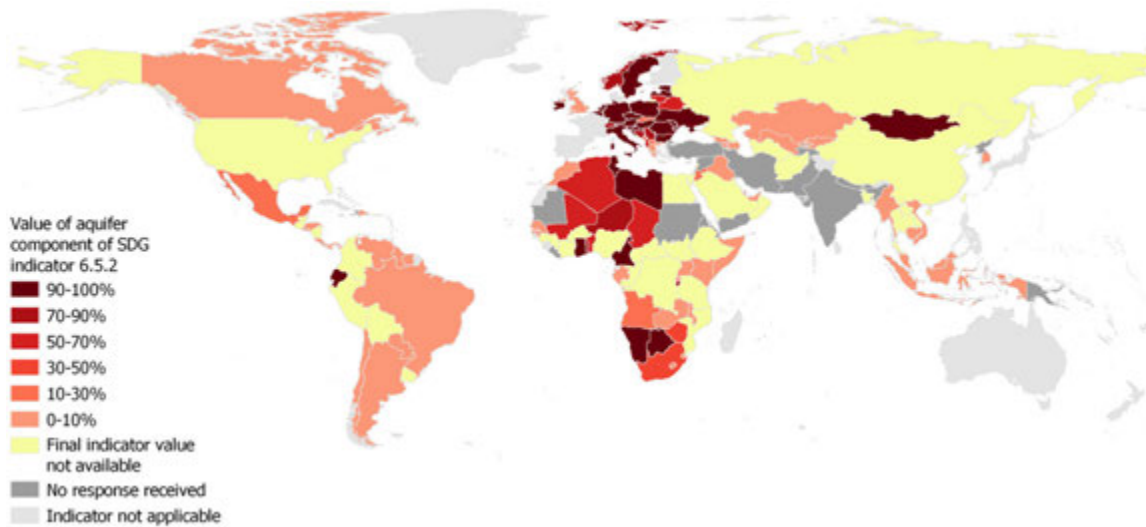 Value of aquifer
component of SDG
indicator 6.5.2
90-100%
70-90%
50-70%
30-50%
10-30%
0-10%
Final indicator value
not available
No response received
Indicator not applicable